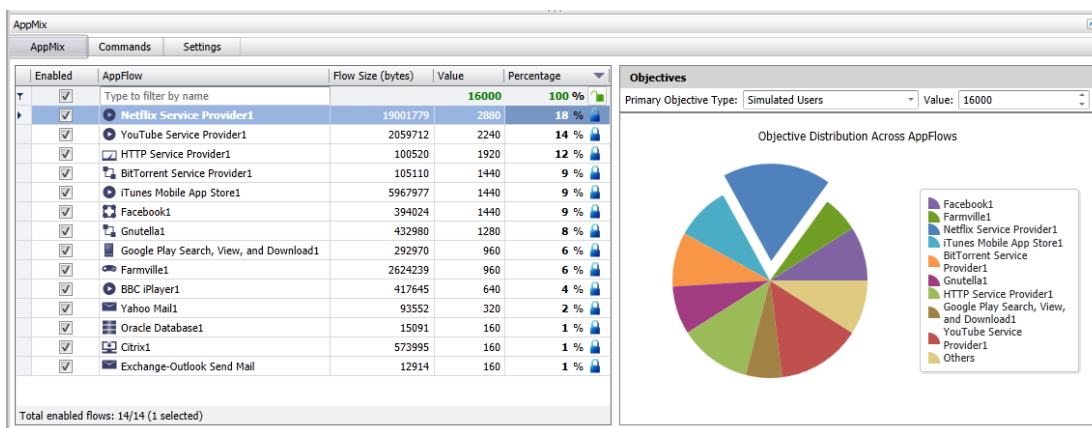 AppMix
AppMix Commands Settings
Enabled AppFlow Flow Size (bytes) Value Percentage
Type to filter by name 16000 100 %
Netflix Service Provider1 19001779 2880 18 %
YouTube Service Provider1 2059712 2240 14 %
HTTP Service Provider1 100520 1920 12 %
BitTorrent Service Provider1 105110 1440 9 %
iTunes Mobile App Store1 5967977 1440 9 %
Facebook1 394024 1440 9 %
Gnutella1 432980 1280 8 %
Google Play Search, View, and Download1 292970 960 6 %
Farmville1 2624239 960 6 %
BBC iPlayer1 417645 640 4 %
Yahoo Mail1 93552 320 2 %
Oracle Database1 15091 160 1 %
Citrix1 573995 160 1 %
Exchange-Outlook Send Mail 12914 160 1 %
Total enabled flows: 14/14 (1 selected)
Objectives
Primary Objective Type: Simulated Users Value: 16000
Objective Distribution Across AppFlows
Facebook1
Farmville1
Netflix Service Provider1
iTunes Mobile App Store1
BitTorrent Service
Provider1
Gnutella1
HTTP Service Provider1
Google Play Search, View,
and Download1
YouTube Service
Provider1
Others